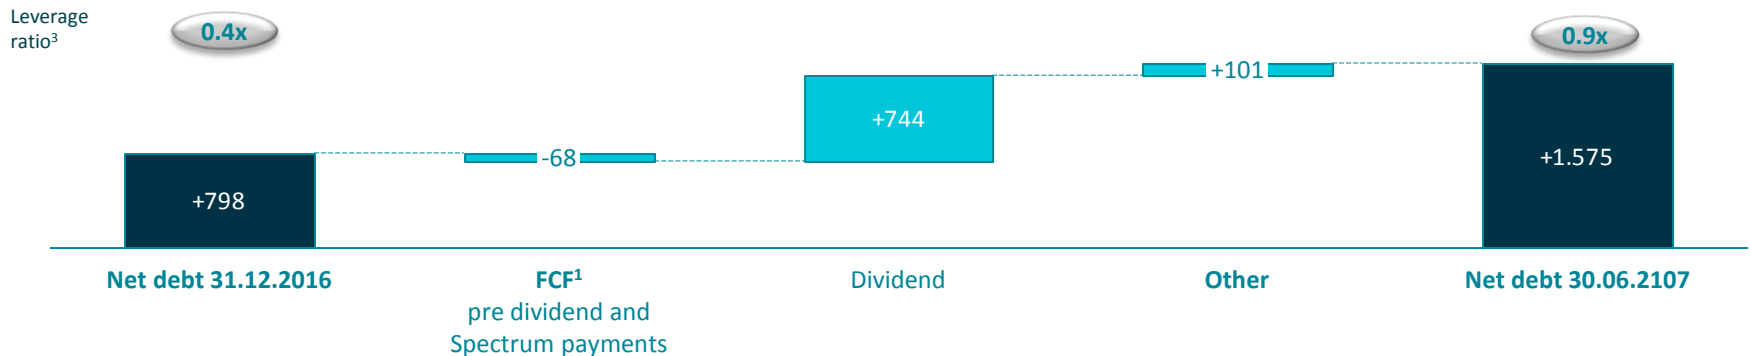 Leverage
ratio³
0.4x
0.9x
+798
-68
+744
+101
+1.575
Net debt 31.12.2016
FCF¹
pre dividend and
Spectrum payments
Dividend
Other
Net debt 30.06.2107